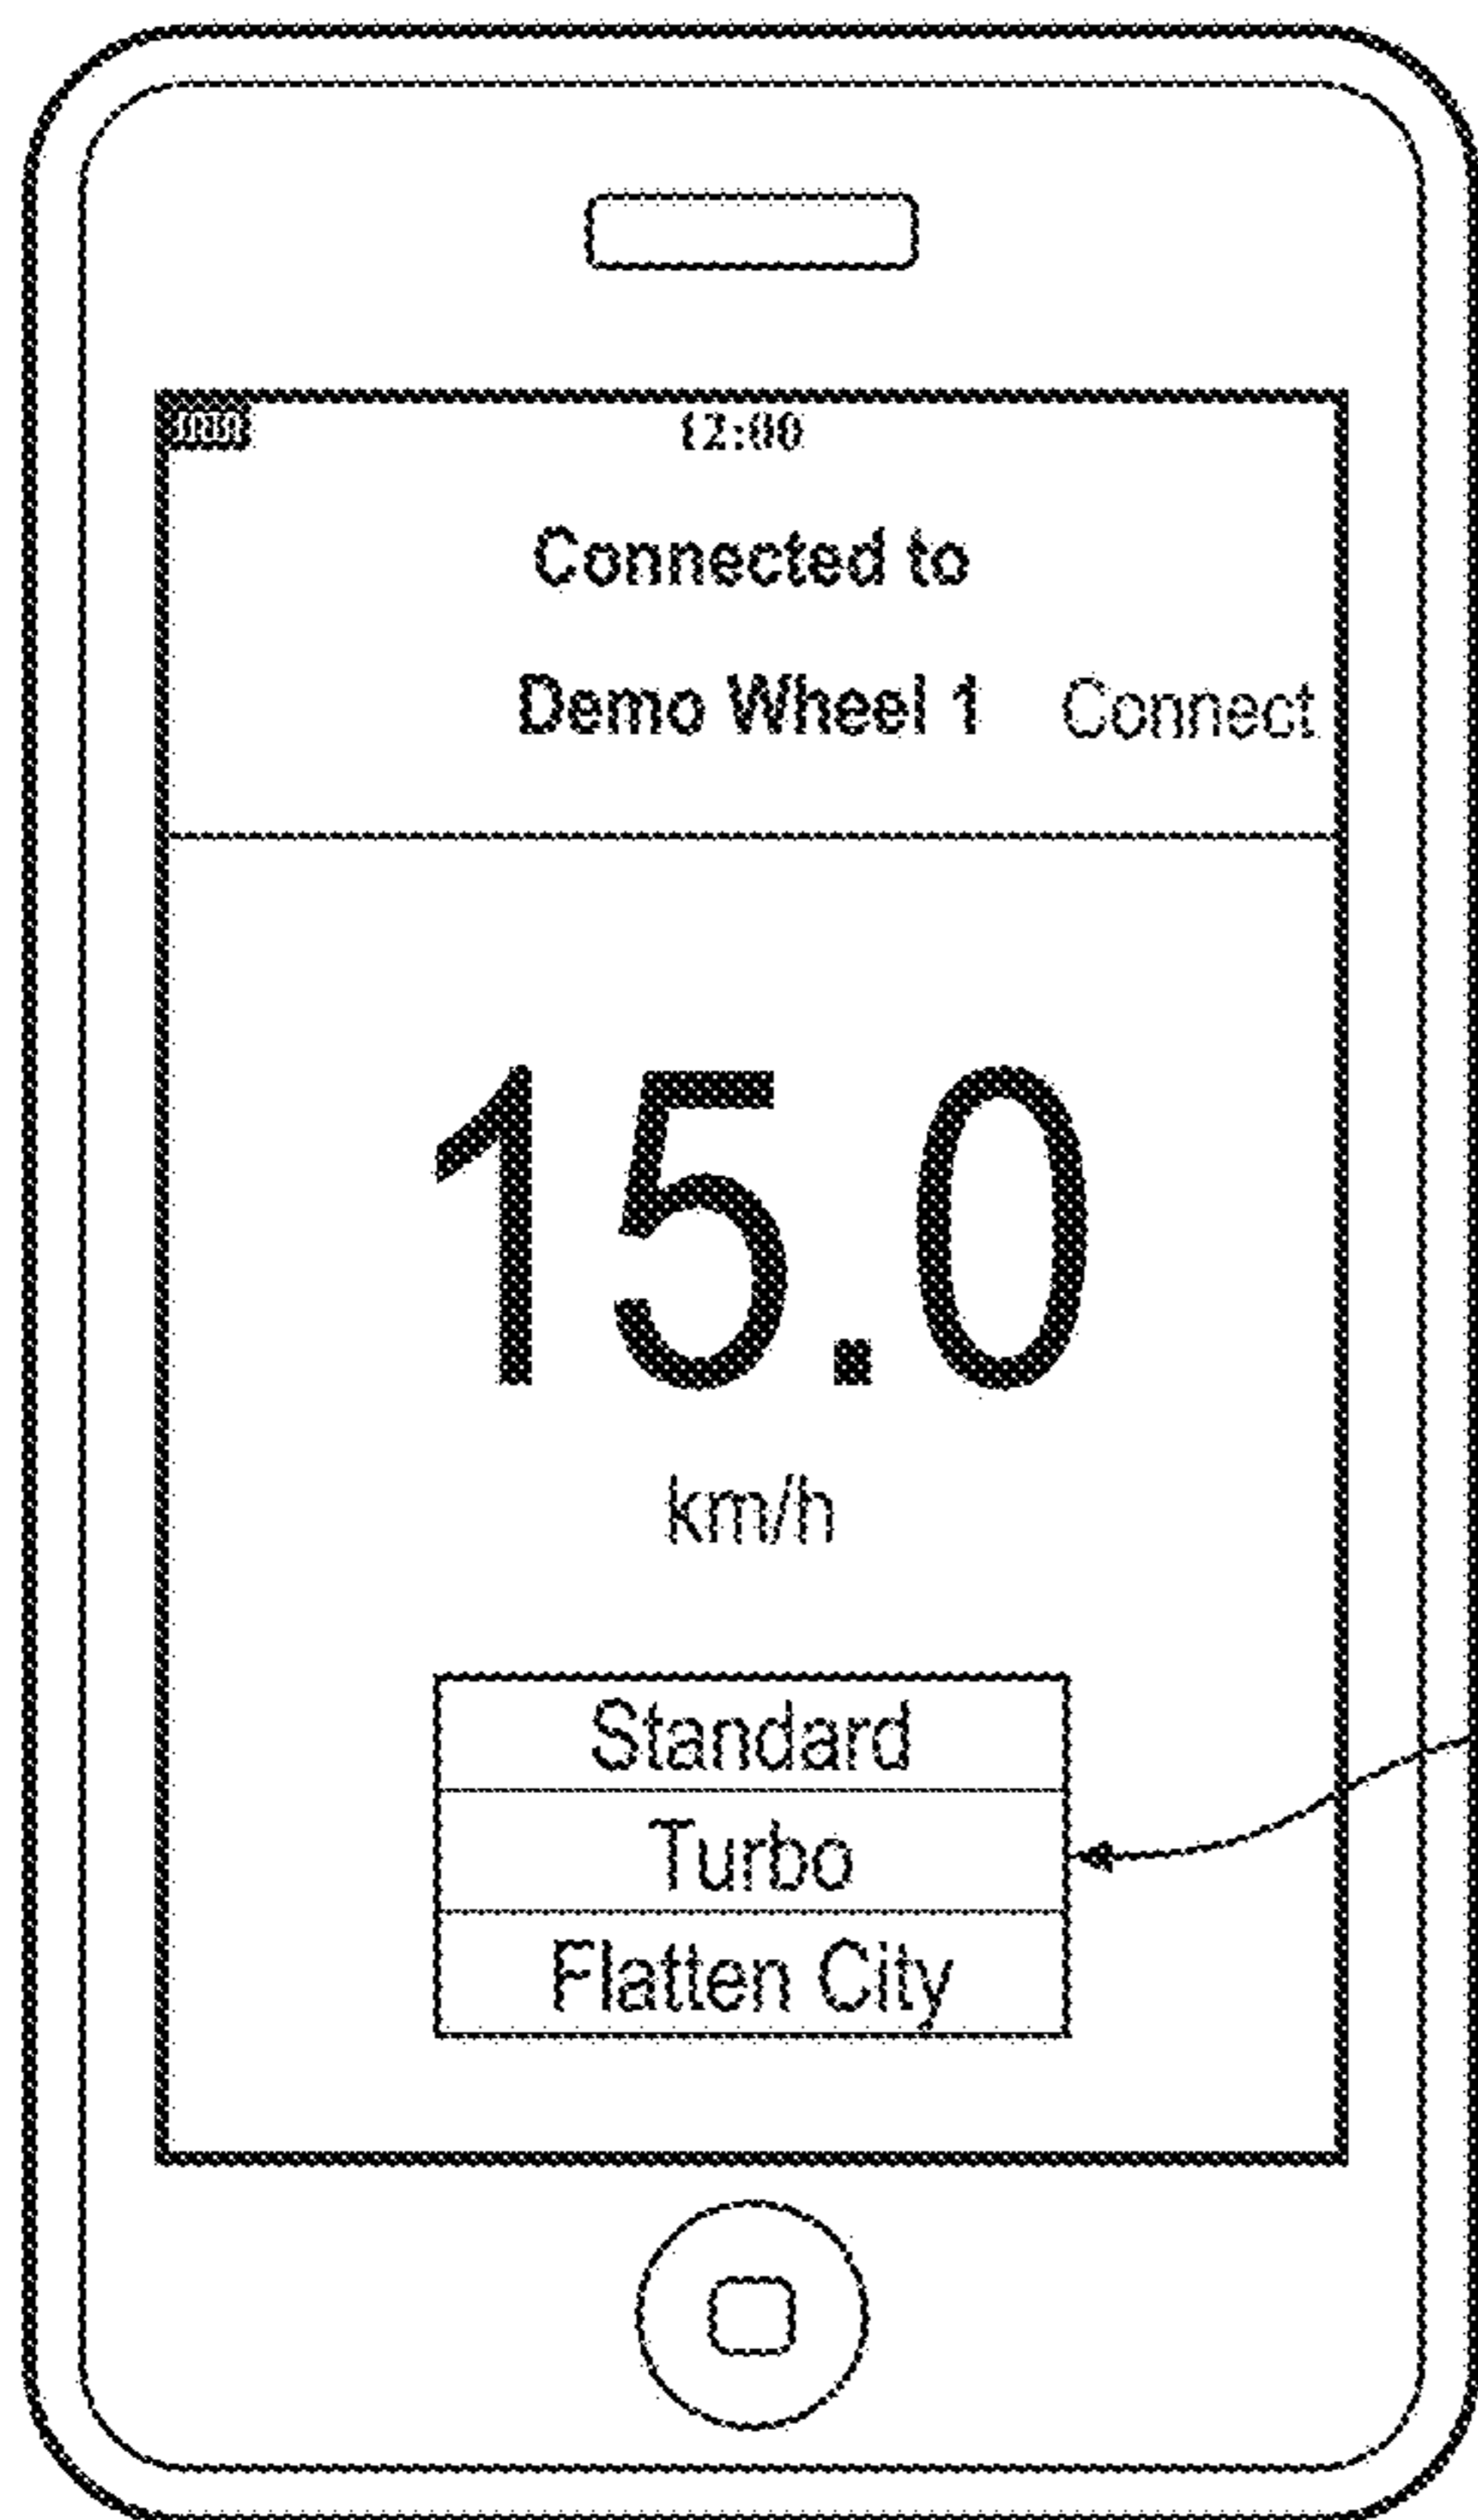 12:00
Connected to
Demo Wheel 1 Connect
15.0
km/h
Standard
Turbo
Flatten City